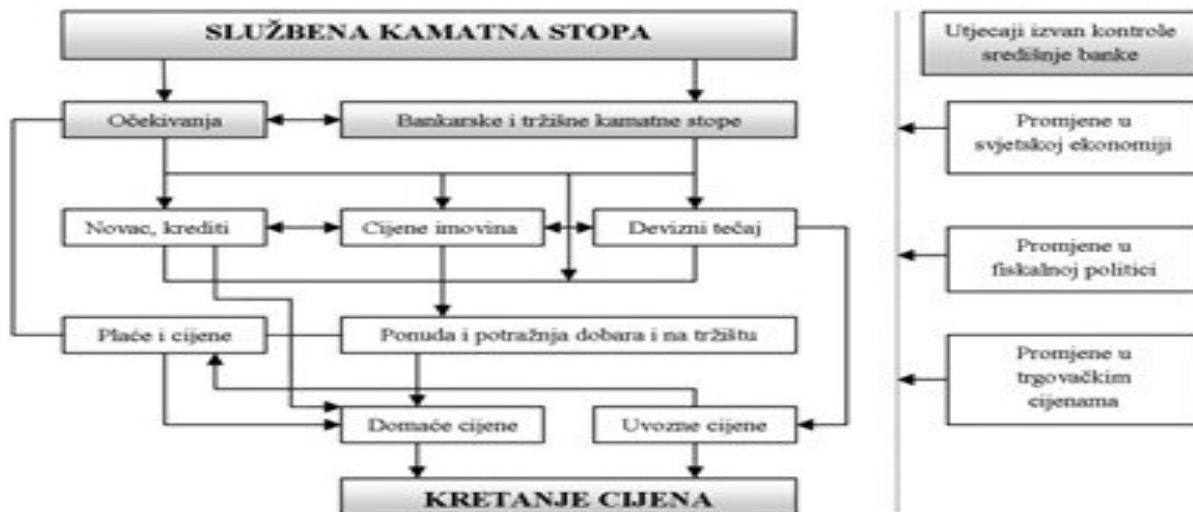 SLUŽBENA KAMATNA STOPA
Utjecaji izvan kontrole
središnje banke
Očekivanja
Bankarske i tržišne kamatne stope
Promjene u
svjetskoj ekonomiji
Novac, krediti
Cijene imovina
Devizni tečaj
Promjene u
fiskalnoj politici
Plaće i cijene
Ponuda i potražnja dobara i na tržištu
Promjene u
trgovačkim
cijenama
Domaće cijene
Uvozne cijene
KRETANJE CIJENA